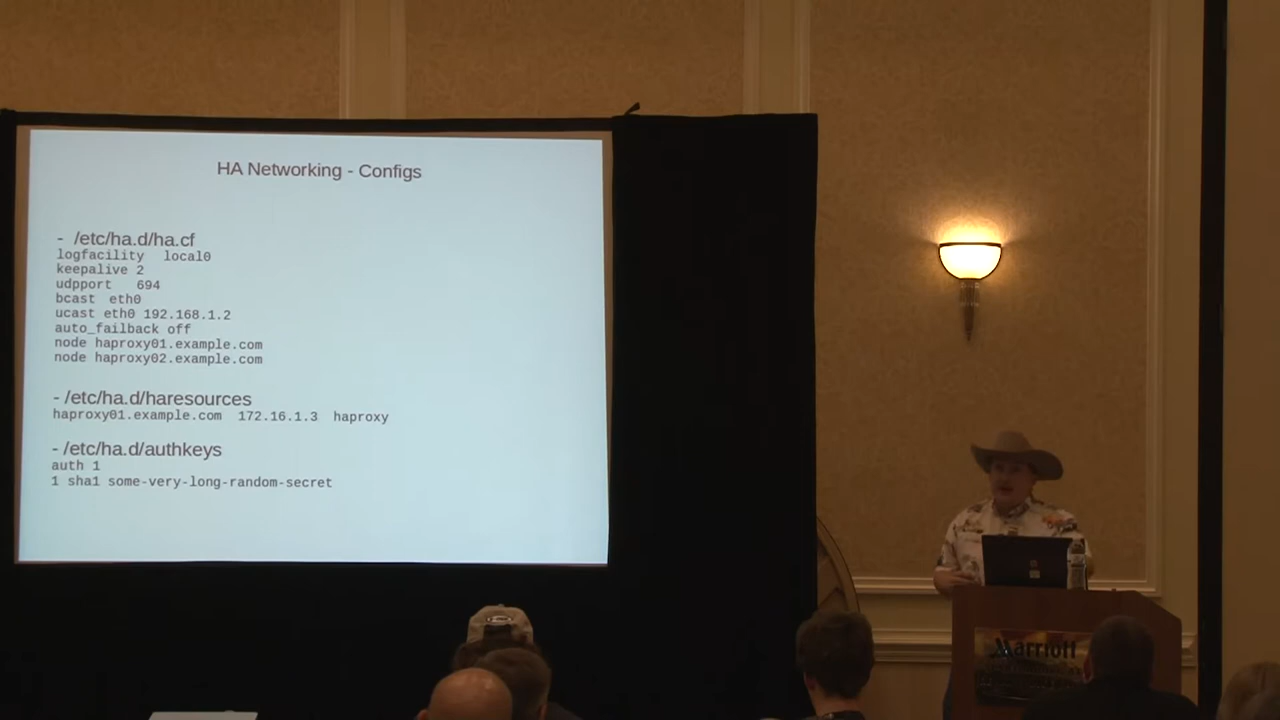 HA Networking - Configs
- /etc/ha.d/ha.cf
logfacility local0
keepalive 2
udpport 694
bcast eth0
ucast eth0 192.168.1.2
auto_failback off
node haproxy01.example.com
node haproxy02.example.com
- /etc/ha.d/haresources
haproxy01.example.com 172.16.1.3 haproxy
- /etc/ha.d/authkeys
auth 1
1 sha1 some-very-long-random-secret
Marriott